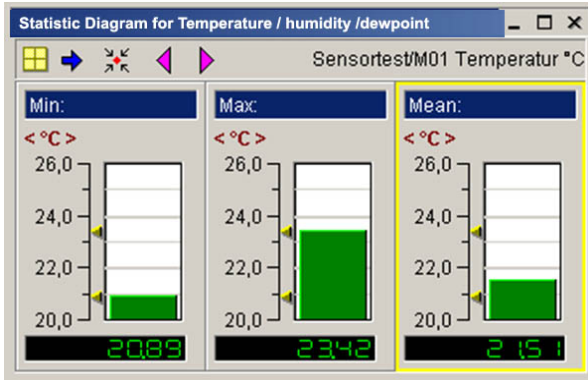 Statistic Diagram for Temperature / humidity /dewpoint
Sensortest/M01 Temperatur °C
Min:
< °C >
26,0
24,0
22,0
20,0
20,89
Max:
< °C >
26,0
24,0
22,0
20,0
23,42
Mean:
< °C >
26,0
24,0
22,0
20,0
21,51